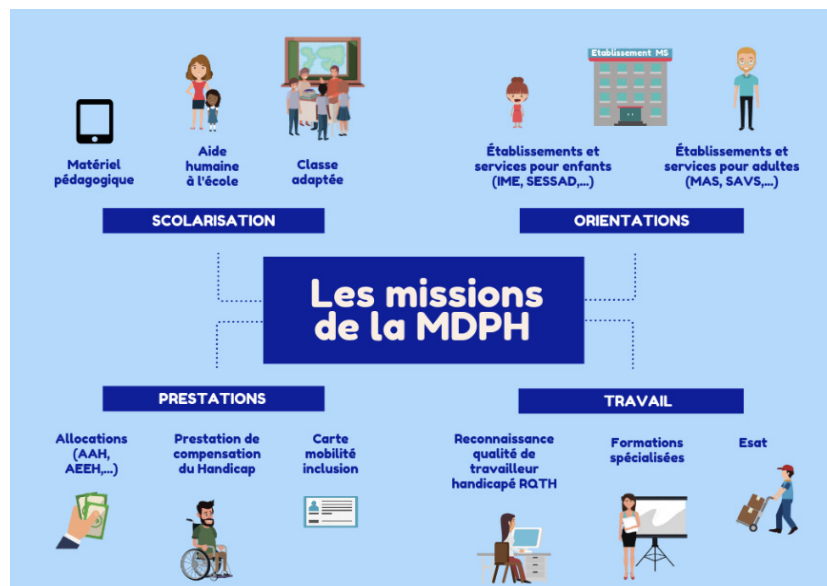 Etablissement MS
Matériel
pédagogique
Aide
humaine
à l'école
Classe
adaptée
SCOLARISATION
Établissements et
services pour enfants
(IME, SESSAD,...)
Établissements et
services pour adultes
(MAS, SAVS,...)
ORIENTATIONS
Les missions
de la MDPH
PRESTATIONS
Allocations
(AAH,
AEEH,...)
Prestation de
compensation
du Handicap
Carte
mobilité
inclusion
TRAVAIL
Reconnaissance
qualité de
travailleur
handicapé RQTH
Formations
spécialisées
Esat